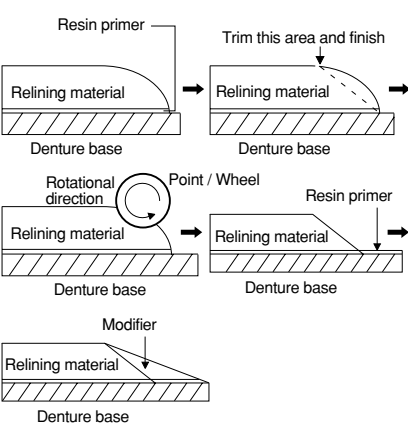 Resin primer
Relining material
Denture base
Trim this area and finish
Relining material
Denture base
Rotational
direction
Point / Wheel
Relining material
Denture base
Resin primer
Relining material
Denture base
Modifier
Relining material
Denture base